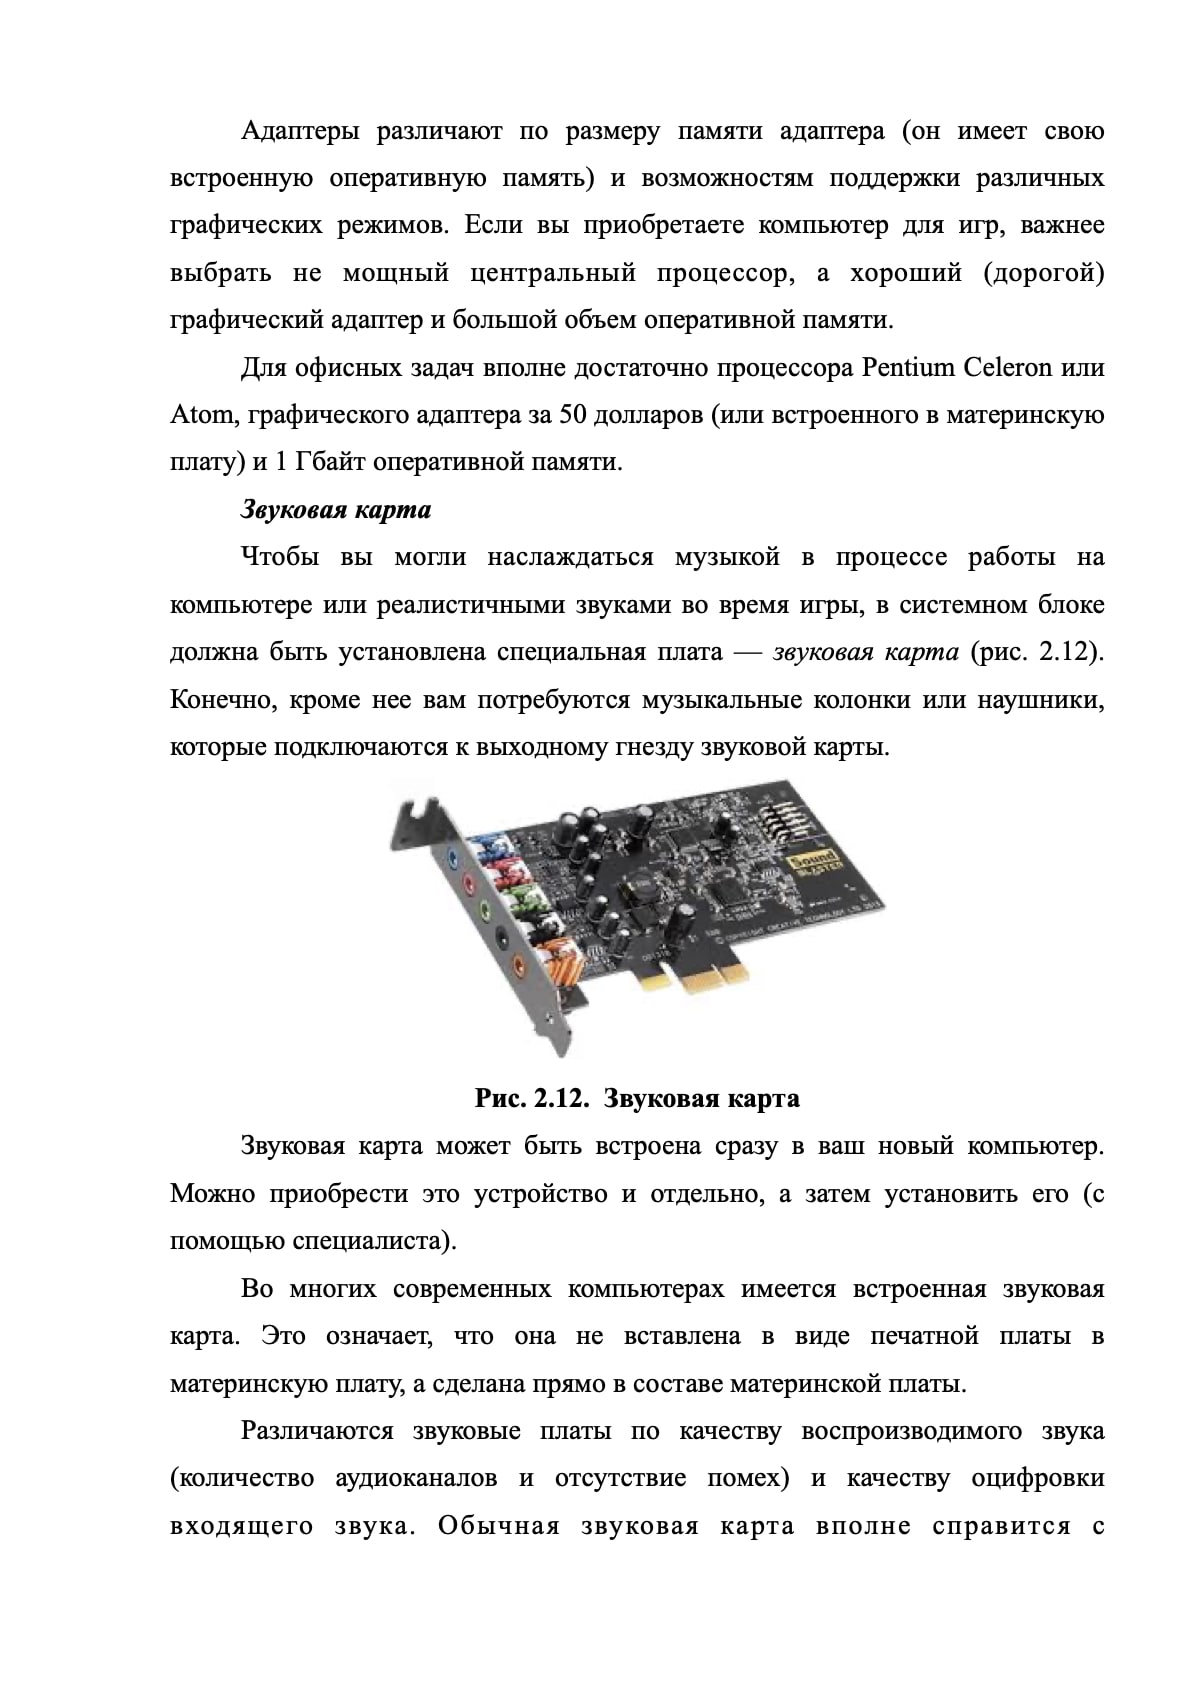 Адаптеры различают по размеру памяти адаптера (он имеет свою
встроенную оперативную память) и возможностям поддержки различных
графических режимов. Если вы приобретаете компьютер для игр, важнее
выбрать не мощный центральный процессор, а хороший (дорогой)
графический адаптер и большой объем оперативной памяти.
Для офисных задач вполне достаточно процессора Pentium Celeron или
Atom, графического адаптера за 50 долларов (или встроенного в материнскую
плату) и 1 Гбайт оперативной памяти.
Звуковая карта
Чтобы вы могли наслаждаться музыкой в процессе работы на
компьютере или реалистичными звуками во время игры, в системном блоке
должна быть установлена специальная плата — звуковая карта (рис. 2.12).
Конечно, кроме нее вам потребуются музыкальные колонки или наушники,
которые подключаются к выходному гнезду звуковой карты.
Sound
BLASTER
COPYRIGHT CREATIVE TECHNOLOGY LTD
Рис. 2.12. Звуковая карта
Звуковая карта может быть встроена сразу в ваш новый компьютер.
Можно приобрести это устройство и отдельно, а затем установить его (с
помощью специалиста).
Во многих современных компьютерах имеется встроенная звуковая
карта. Это означает, что она не вставлена в виде печатной платы в
материнскую плату, а сделана прямо в составе материнской платы.
Различаются звуковые платы по качеству воспроизводимого звука
(количество аудиоканалов и отсутствие помех) и качеству оцифровки
входящего звука. Обычная звуковая карта вполне справится с